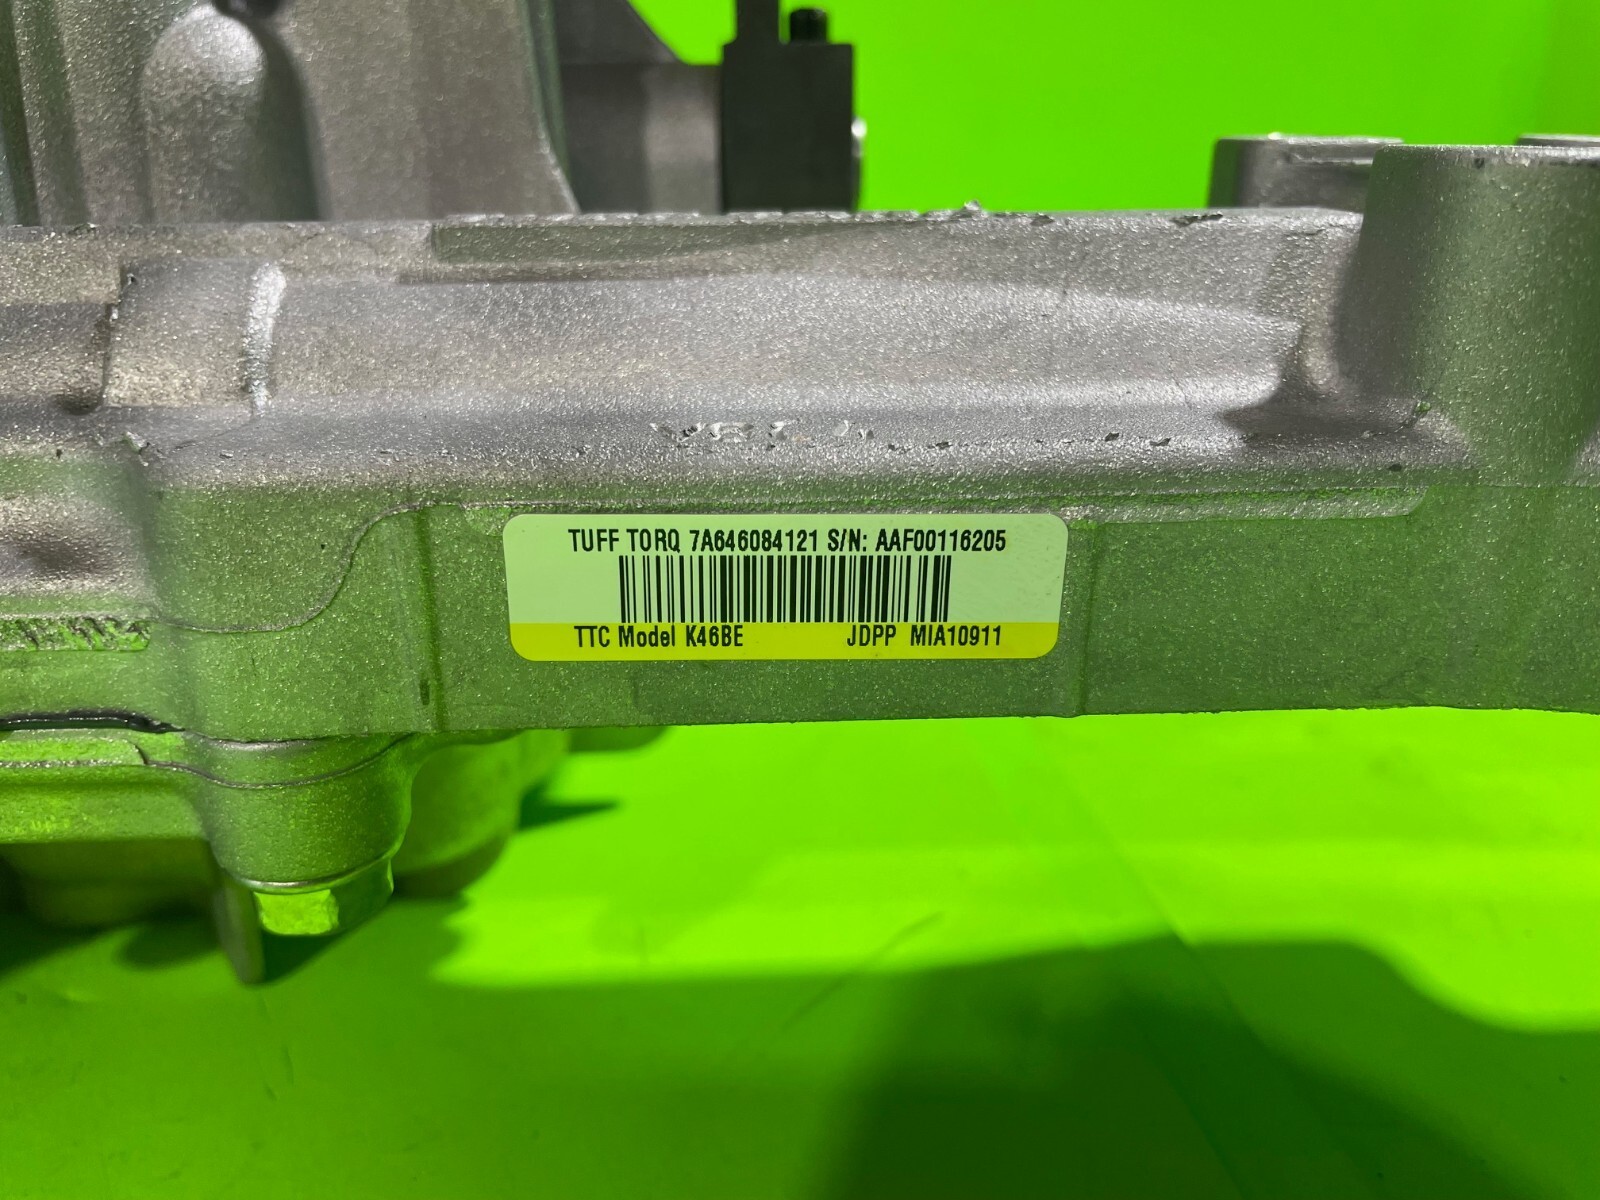 TUFF TORQ 7A646084121 S/N: AAF00116205
TTC Model K46BE JDPP MIA10911